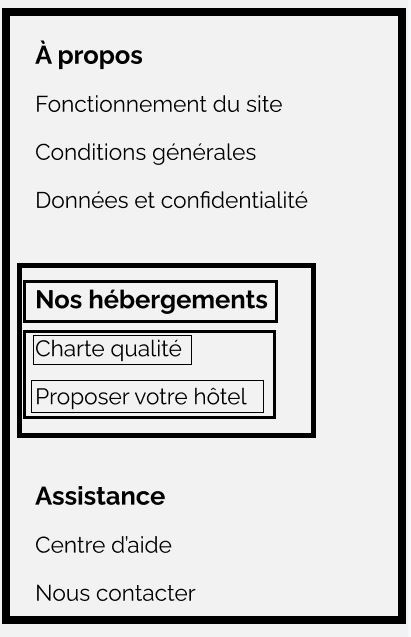 À propos
Fonctionnement du site
Conditions générales
Données et confidentialité
Nos hébergements
Charte qualité
Proposer votre hôtel
Assistance
Centre d'aide
Nous contacter